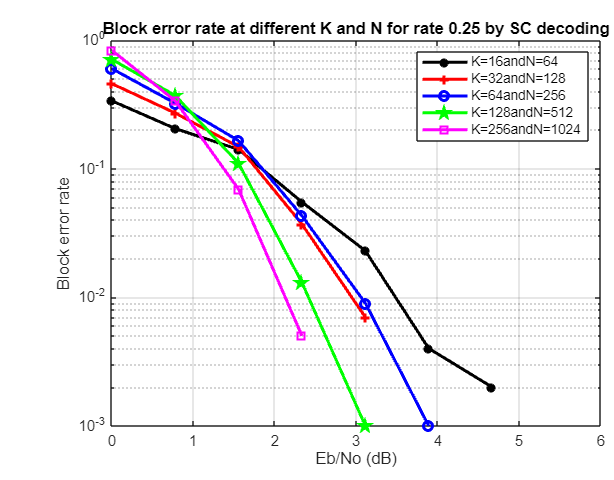 Block error rate at different K and N for rate 0.25 by SC decoding
10^0
K=16andN=64
K=32andN=128
K=64andN=256
K=128andN=512
K=256andN=1024
10^-1
Block error rate
10^-2
10^-3
0 1 2 3 4 5 6
Eb/No (dB)